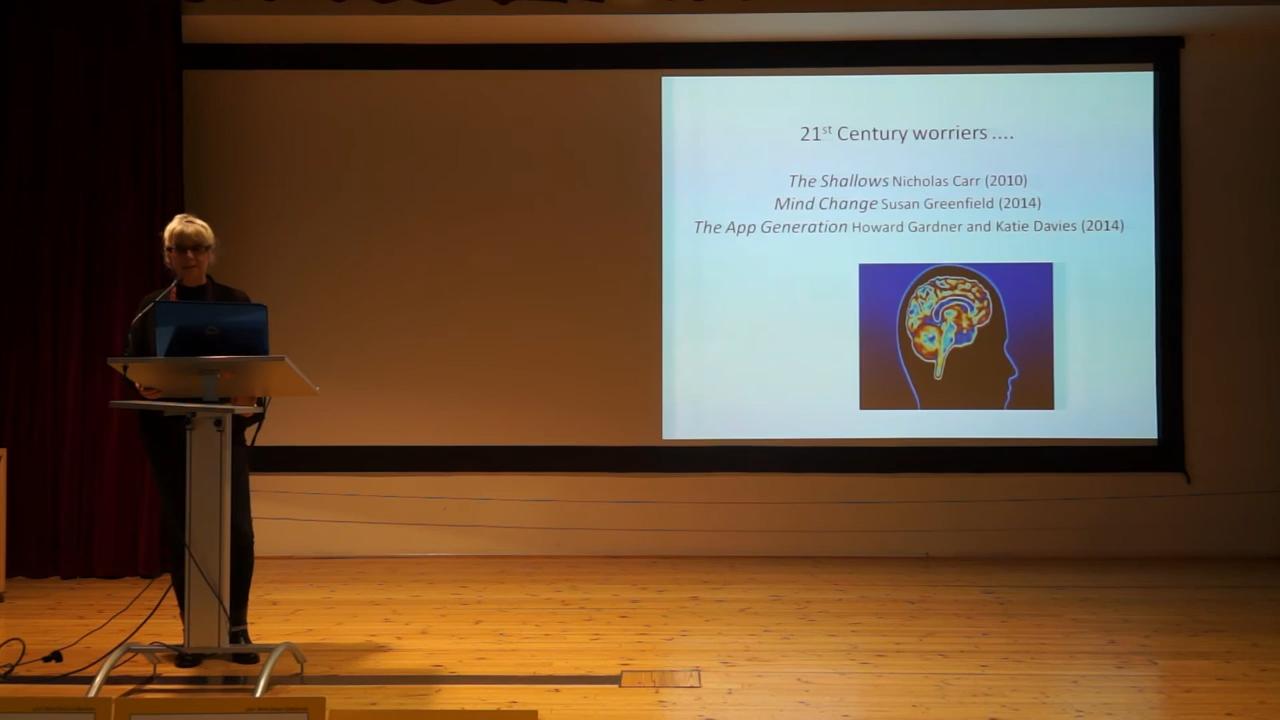 21st Century worriers ....
The Shallows Nicholas Carr (2010)
Mind Change Susan Greenfield (2014)
The App Generation Howard Gardner and Katie Davies (2014)